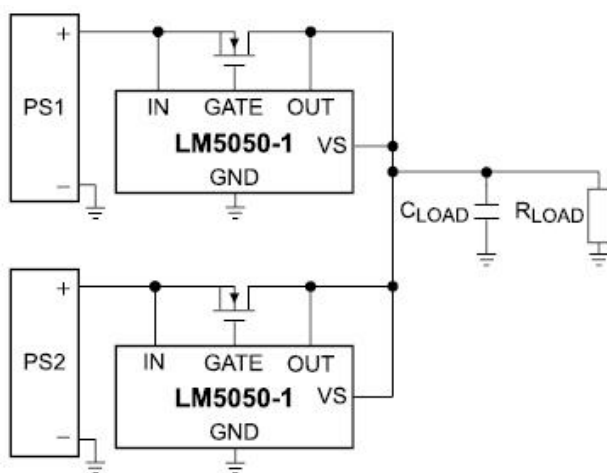 +
PS1
−
IN GATE OUT
LM5050-1
VS
GND
CLOAD
RLOAD
+
PS2
−
IN GATE OUT
LM5050-1
VS
GND